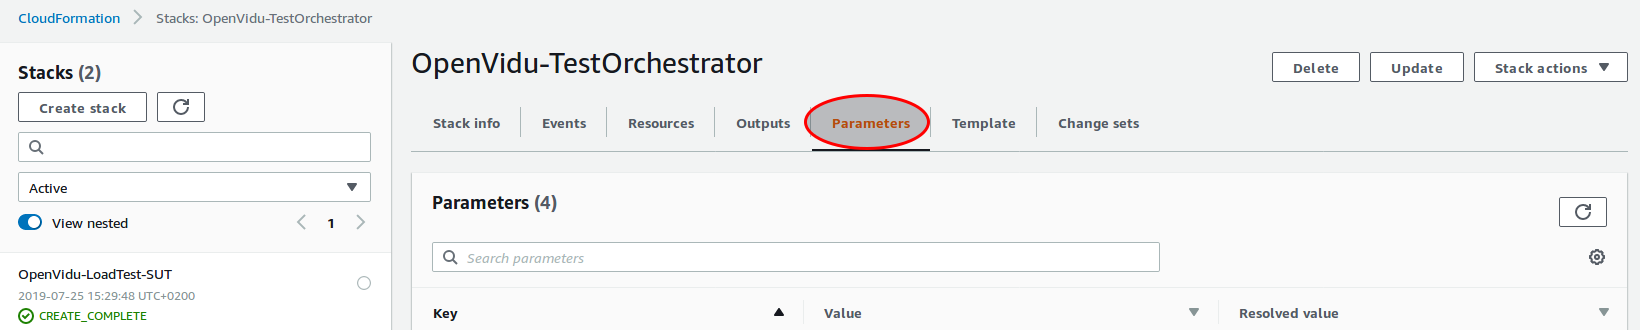 CloudFormation
Stacks: OpenVidu-TestOrchestrator
Stacks (2)
Create stack
Active
View nested
1
OpenVidu-LoadTest-SUT
2019-07-25 15:29:48 UTC+0200
CREATE_COMPLETE
OpenVidu-TestOrchestrator
Delete
Update
Stack actions
Stack info
Events
Resources
Outputs
Parameters
Template
Change sets
Parameters (4)
Search parameters
Key
Value
Resolved value